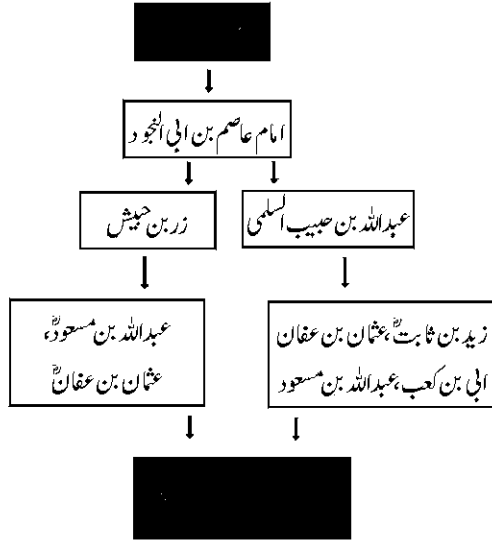 امام عاصم بن ابی النجود
عبداللہ بن حبیب السلمی
زر بن حبیش
زید بن ثابتؓ، عثمان بن عفان
ابی بن کعب، عبداللہ بن مسعود
عبداللہ بن مسعودؓ،
عثمان بن عفانؓ